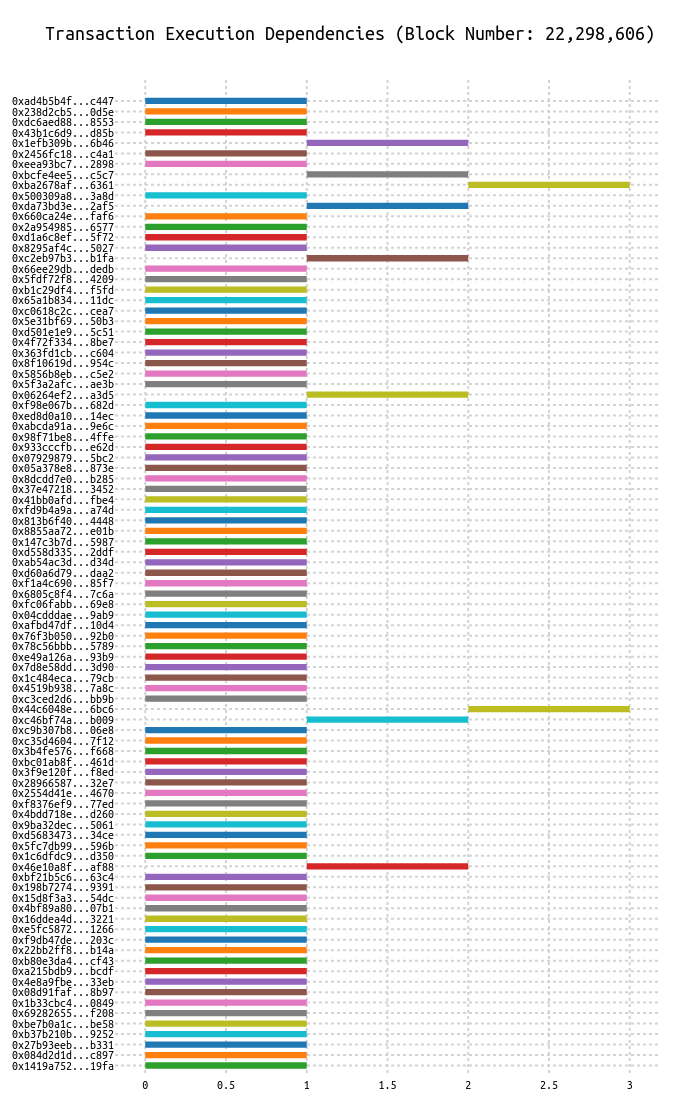 Transaction Execution Dependencies (Block Number: 22,298,606)
0xad4b5b4f...c447
0x238d2cb5...0d5e
0xdc6aed88...8553
0x43b1c6d9...d85b
0x1efb309b...6b46
0x2456fc18...c4a1
0xeea93bc7...2898
0xbcfe4ee5...c5c7
0xba2678af...6361
0x500309a8...3a8d
0xda73bd3e...2af5
0x660ca24e...faf6
0x2a954985...6577
0xd1a6c8ef...5f72
0x8295af4c...5027
0xc2eb97b3...b1fa
0x66ee29db...dedb
0x5fdf72f8...4209
0xb1c29df4...f5fd
0x65a1b834...11dc
0xc0618c2c...cea7
0x5e31bf69...50b3
0xd501e1e9...5c51
0x4f72f334...8be7
0x363fd1cb...c604
0x8f10619d...954c
0x5856b8eb...c5e2
0x5f3a2afc...ae3b
0x06264ef2...a3d5
0xf98e067b...682d
0xed8d0a10...14ec
0xabcda91a...9e6c
0x98f71be8...4ffe
0x933cccfb...e62d
0x07929879...5bc2
0x05a378e8...873e
0x8dcdd7e0...b285
0x37e47218...3452
0x41bb0afd...fbe4
0xfd9b4a9a...a74d
0x813b6f40...4448
0x8855aa72...e01b
0x147c3b7d...5987
0xd558d335...2ddf
0xab54ac3d...d34d
0xd60a6d79...daa2
0xf1a4c690...85f7
0x6805c8f4...7c6a
0xfc06fabb...69e8
0x04cdddae...9ab9
0xafbd47df...10d4
0x76f3b050...92b0
0x78c56bbb...5789
0xe49a126a...93b9
0x7d8e58dd...3d90
0x1c484eca...79cb
0x4519b938...7a8c
0xc3ced2d6...bb9b
0x44c6048e...6bc6
0xc46bf74a...b009
0xc9b307b8...06e8
0xc35d4604...7f12
0x3b4fe576...f668
0xbc01ab8f...461d
0x3f9e120f...f8ed
0x28966587...32e7
0x2554d41e...4670
0xf8376ef9...77ed
0x4bdd718e...d260
0x9ba32dec...5061
0xd5683473...34ce
0x5fc7db99...596b
0x1c6dfdc9...d350
0x46e10a8f...af88
0xbf21b5c6...63c4
0x198b7274...9391
0x15d8f3a3...54dc
0x4bf89a80...07b1
0x16ddea4d...3221
0xe5fc5872...1266
0xf9db47de...203c
0x22bb2ff8...b14a
0xb80e3da4...cf43
0xa215bdb9...bcdf
0x4e8a9fbe...33eb
0x08d91faf...8b97
0x1b33cbc4...0849
0x69282655...f208
0xbe7b0a1c...be58
0xb37b210b...9252
0x27b93eeb...b331
0x084d2d1d...c897
0x1419a752...19fa
0 0.5 1 1.5 2 2.5 3